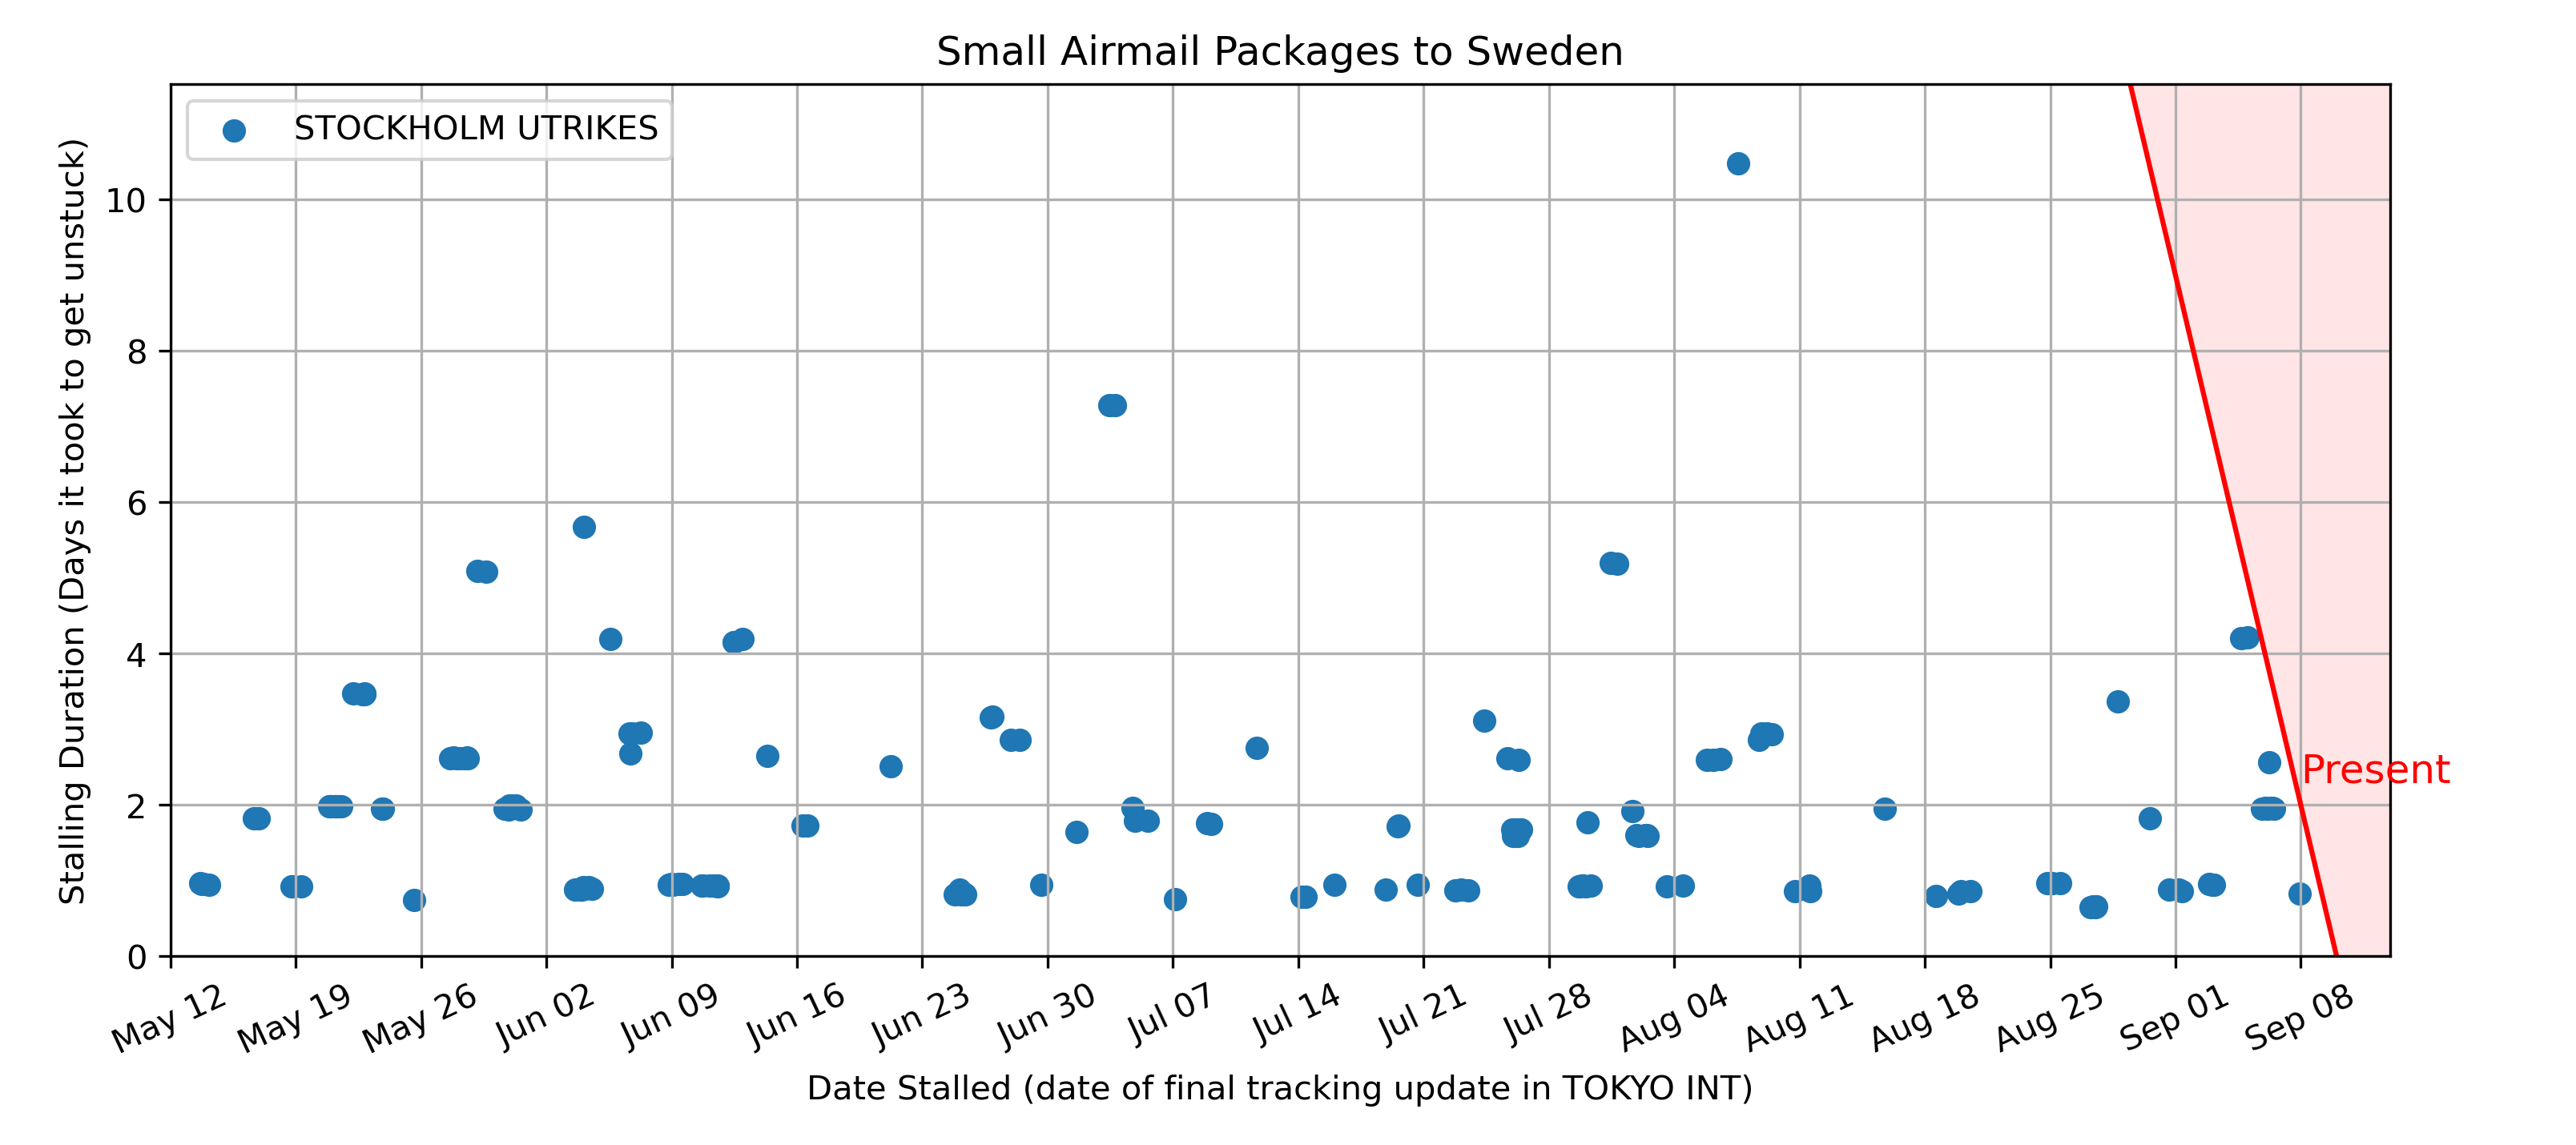 Small Airmail Packages to Sweden
STOCKHOLM UTRIKES
Stalling Duration (Days it took to get unstuck)
10
8
6
4
2
0
Present
May 12
May 19
May 26
Jun 02
Jun 09
Jun 16
Jun 23
Jun 30
Jul 07
Jul 14
Jul 21
Jul 28
Aug 04
Aug 11
Aug 18
Aug 25
Sep 01
Sep 08
Date Stalled (date of final tracking update in TOKYO INT)